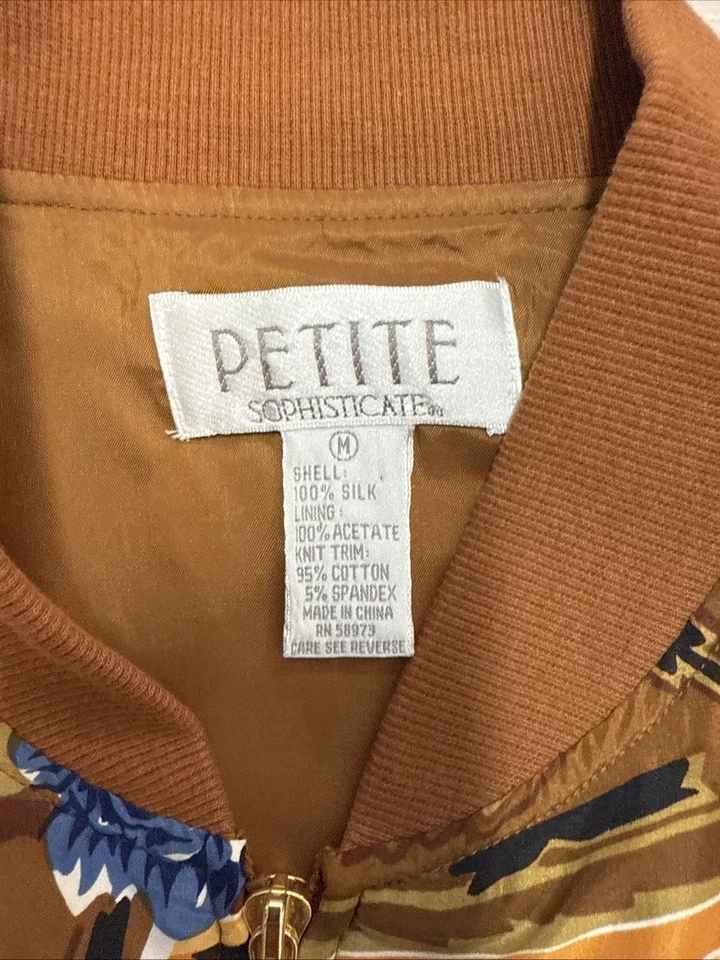 PETITE
SOPHISTICATE®
M
SHELL:
100% SILK
LINING:
100% ACETATE
KNIT TRIM:
95% COTTON
5% SPANDEX
MADE IN CHINA
RN 58973
CARE SEE REVERSE